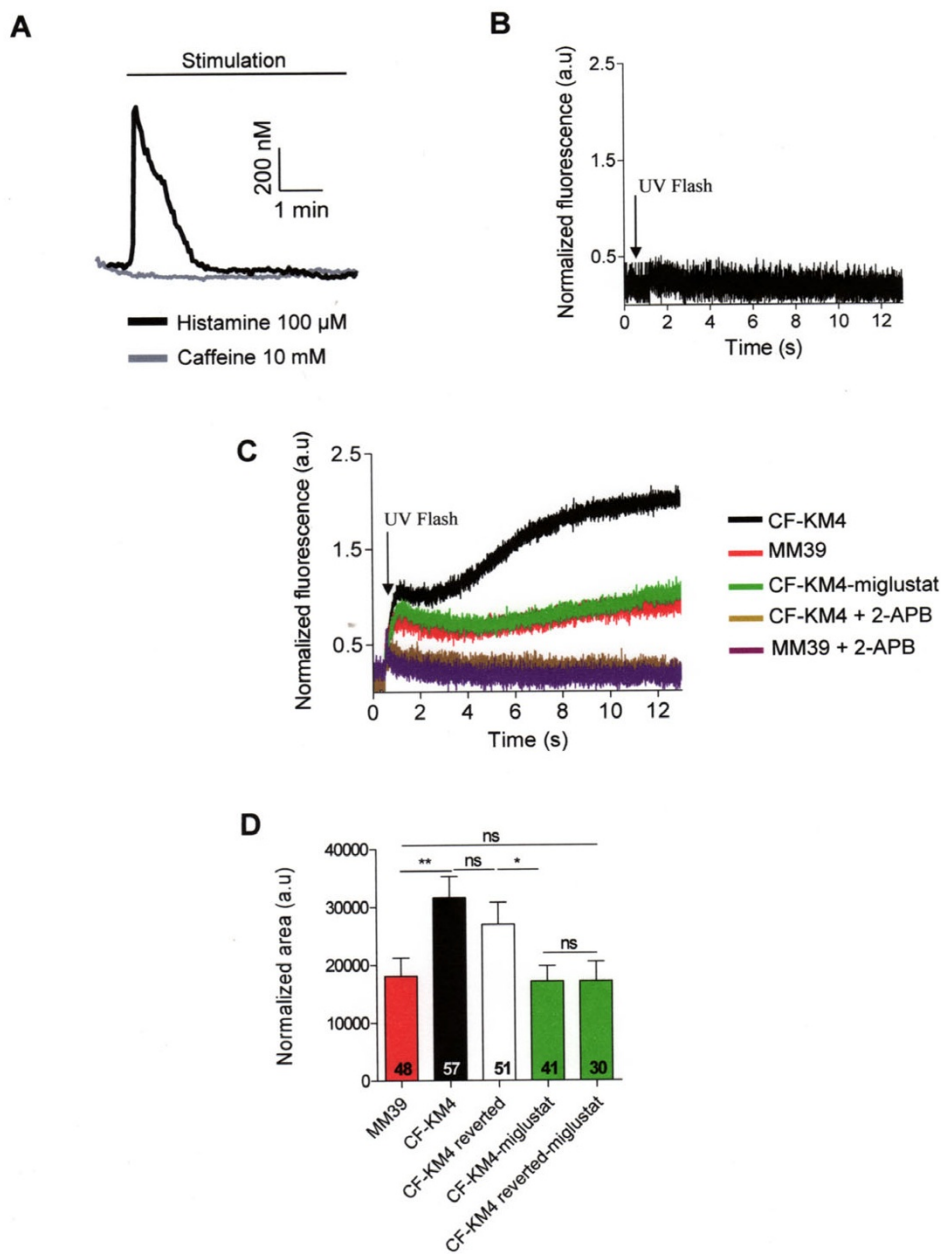 A
Stimulation
200 nM
1 min
Histamine 100 µM
Caffeine 10 mM
B
Normalized fluorescence (a.u)
2.5
1.5
0.5
UV Flash
0 2 4 6 8 10 12
Time (s)
C
Normalized fluorescence (a.u)
2.5
1.5
0.5
UV Flash
0 2 4 6 8 10 12
Time (s)
CF-KM4
MM39
CF-KM4-miglustat
CF-KM4 + 2-APB
MM39 + 2-APB
D
Normalized area (a.u)
40000
30000
20000
10000
0
ns
** ns *
ns
48 57 51 41 30
MM39
CF-KM4
CF-KM4 reverted
CF-KM4-miglustat
CF-KM4 reverted-miglustat